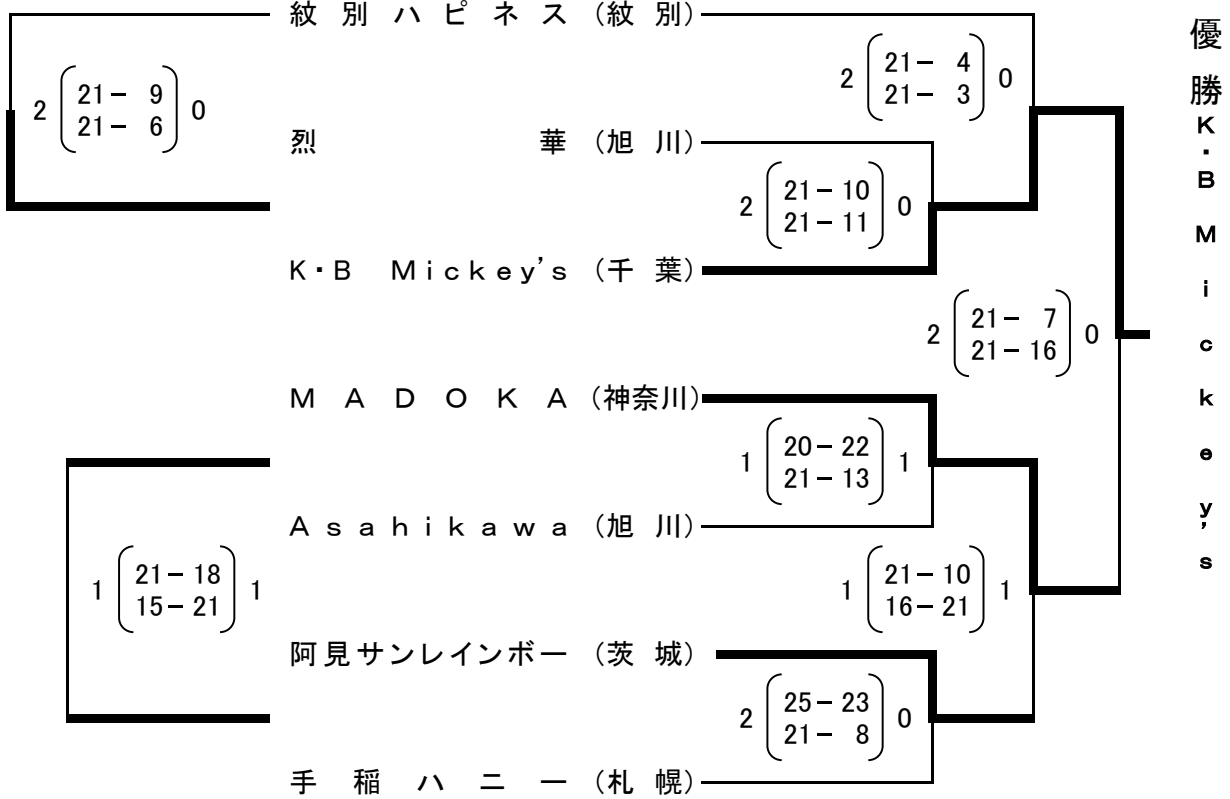 紋別ハピネス（紋別）
2 21－ 4 0
21－ 3
優勝 K・B Mickey's
2 21－ 9 0
21－ 6
烈華（旭川）
2 21－10 0
21－11
K・B Mickey's（千葉）
2 21－ 7 0
21－16
MADOKA（神奈川）
1 20－22 1
21－13
Asahikawa（旭川）
1 21－18 1
15－21
1 21－10 1
16－21
阿見サンレインボー（茨城）
2 25－23 0
21－ 8
手稲ハニー（札幌）